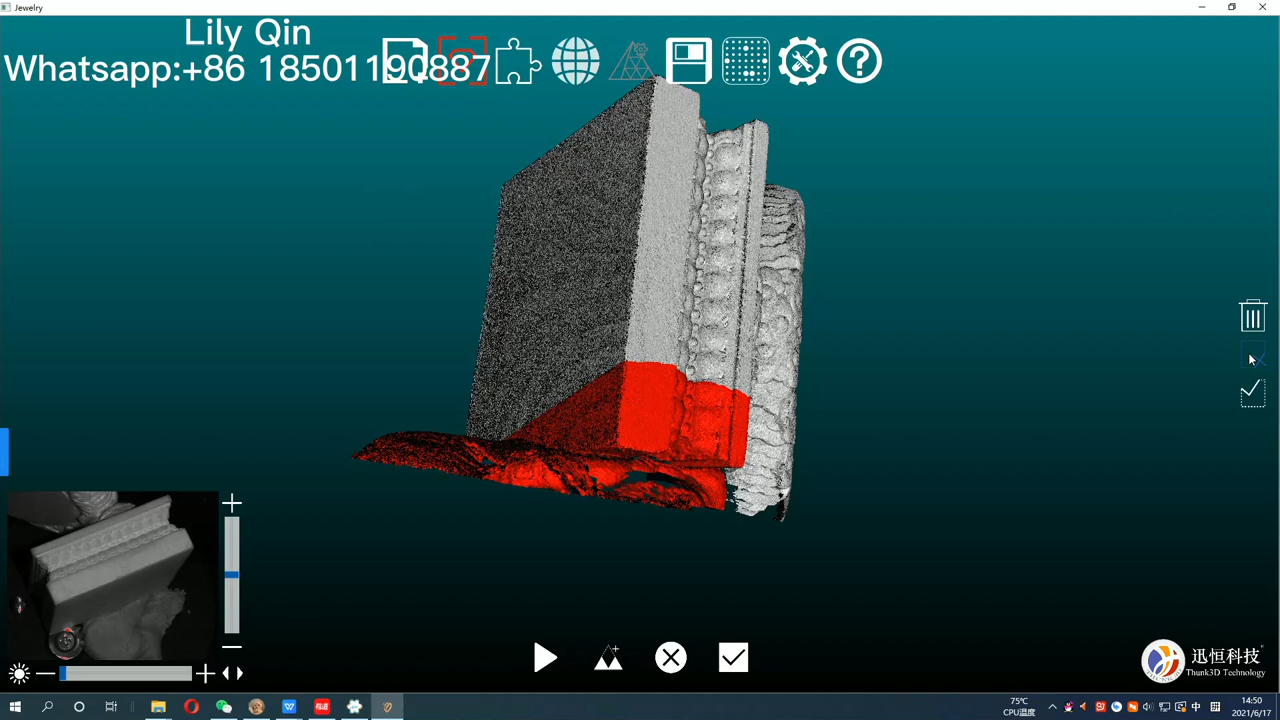 Jewelry
Lily Qin
Whatsapp:+86 18501190887
迅恒科技
Thunk3D Technology
75℃
CPU温度
中
14:50
2021/6/17